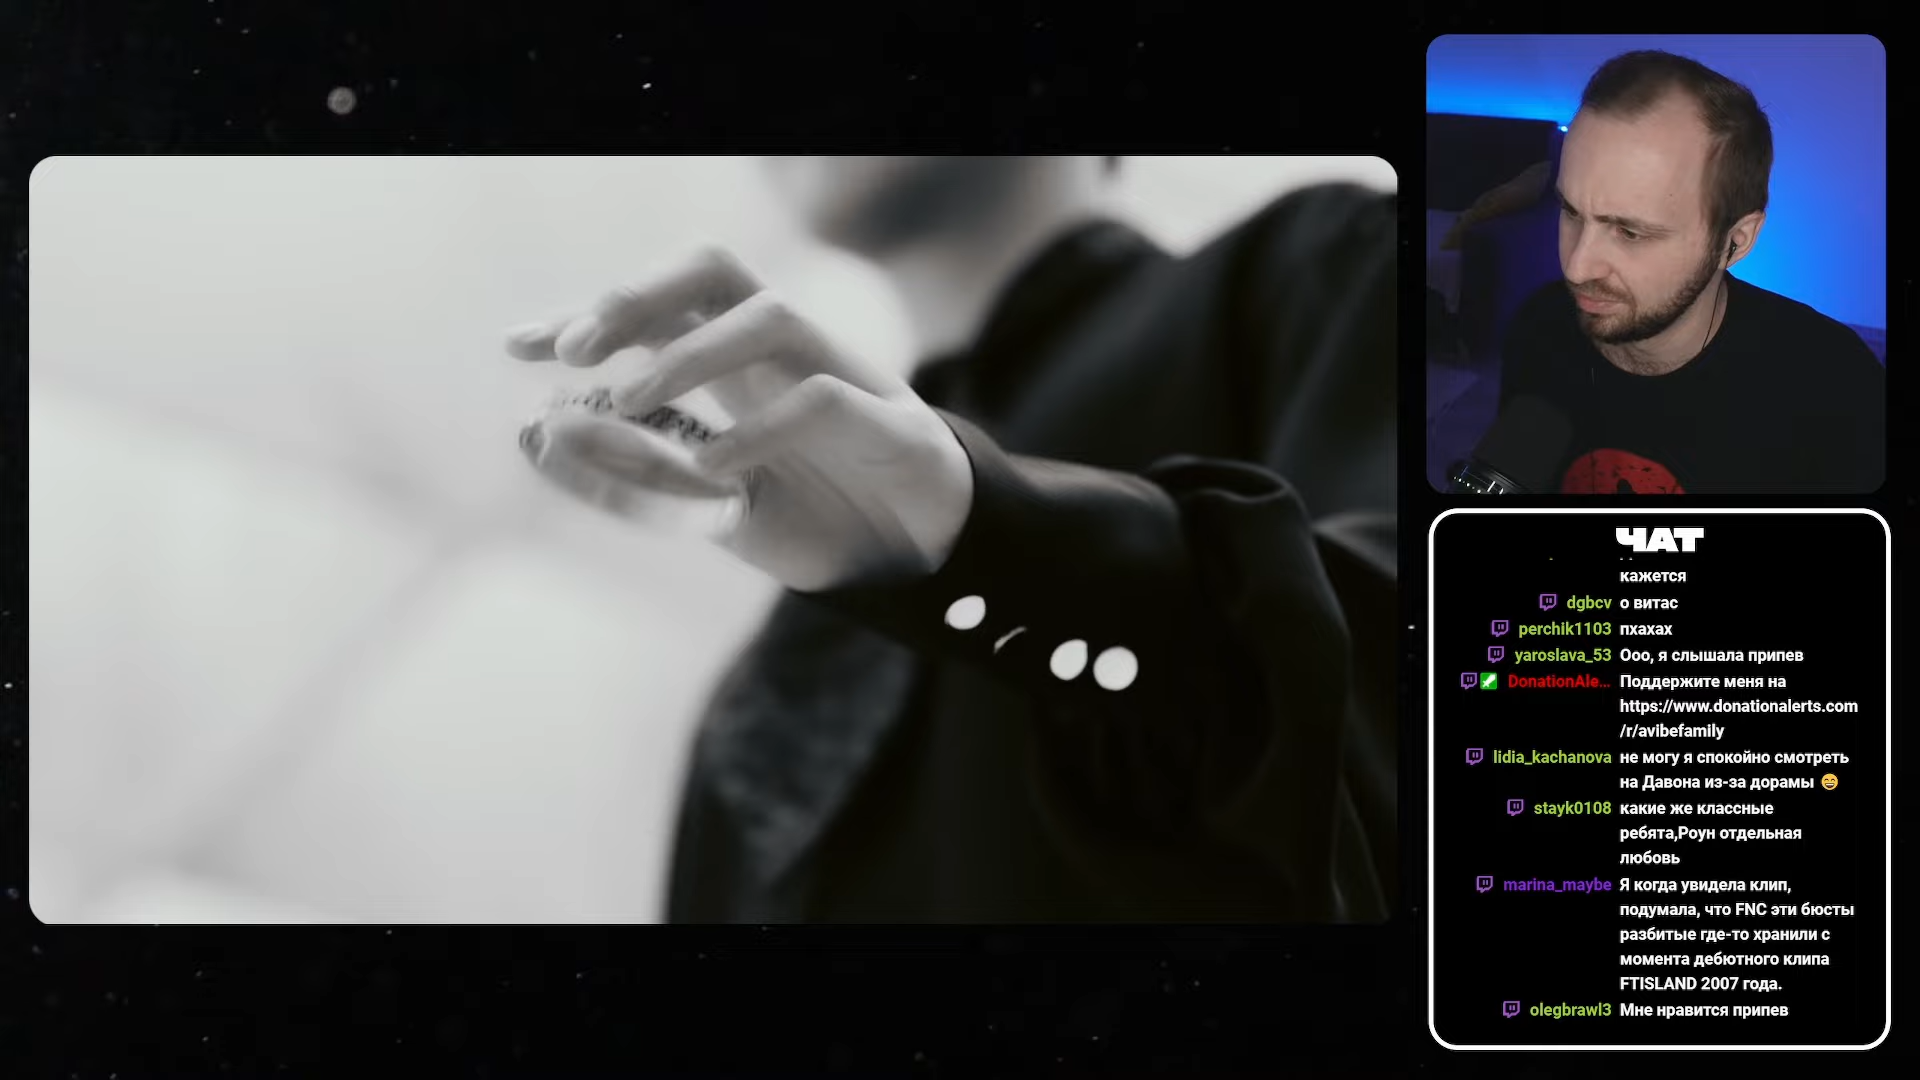 ЧАТ
кажется
dgbcv о витас
perchik1103 пхахах
yaroslava_53 Ооо, я слышала припев
DonationAle... Поддержите меня на
https://www.donationalerts.com
/r/avibefamily
lidia_kachanova не могу я спокойно смотреть
на Давона из-за дорамы
stayk0108 какие же классные
ребята,Роун отдельная
любовь
marina_maybe Я когда увидела клип,
подумала, что FNC эти бюсты
разбитые где-то хранили с
момента дебютного клипа
FTISLAND 2007 года.
olegbrawl3 Мне нравится припев